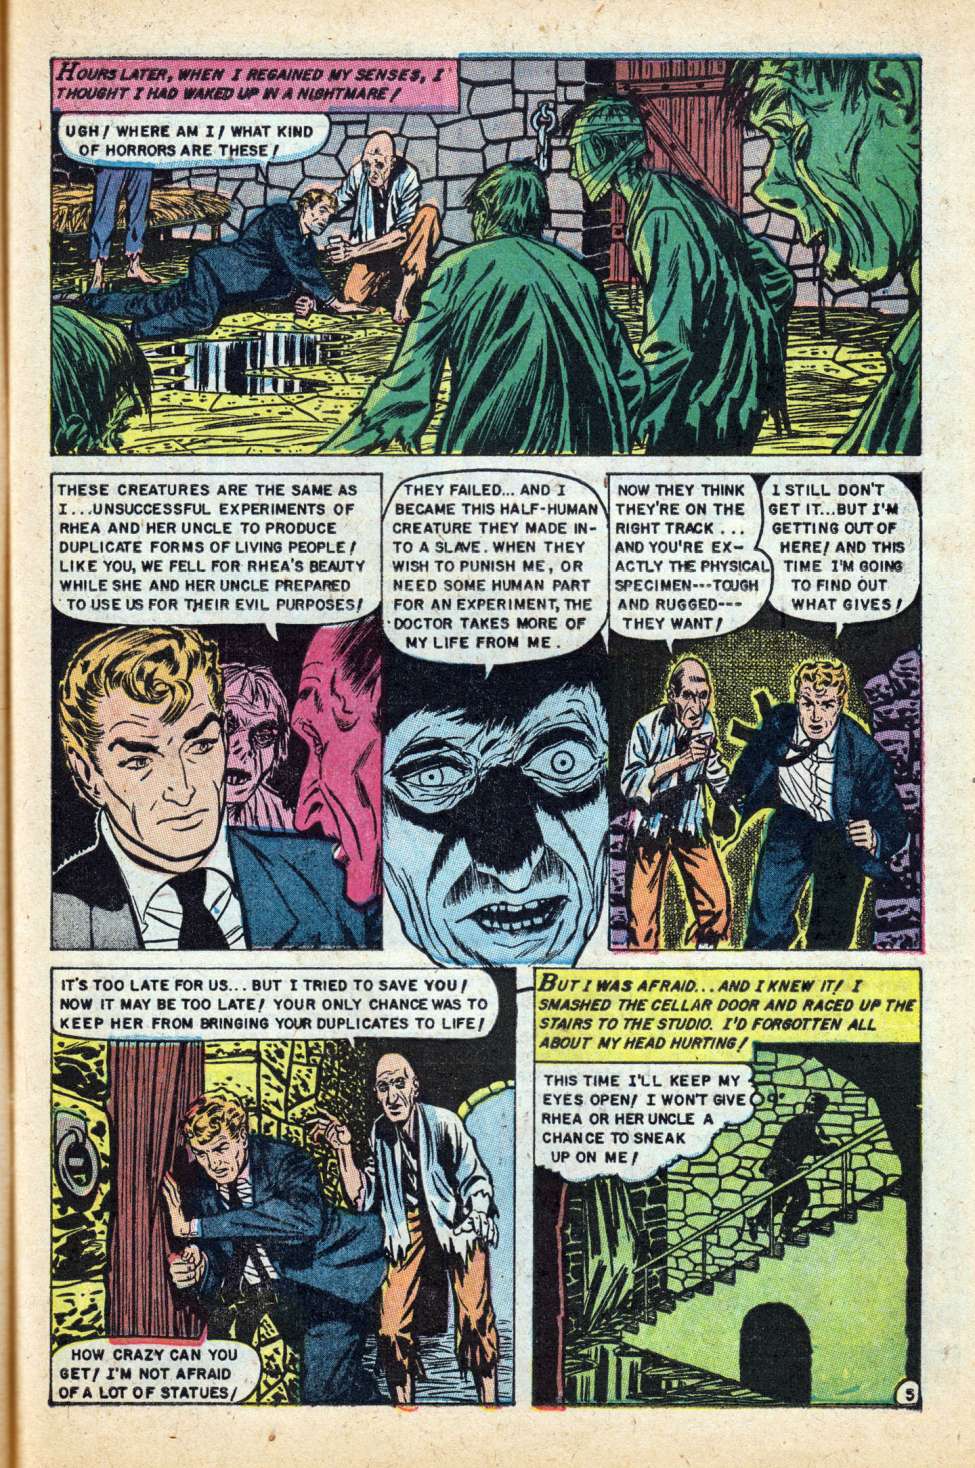 HOURS LATER, WHEN I REGAINED MY SENSES, I
THOUGHT I HAD WAKED UP IN A NIGHTMARE!
UGH! WHERE AM I! WHAT KIND
OF HORRORS ARE THESE!
THESE CREATURES ARE THE SAME AS
I...UNSUCCESSFUL EXPERIMENTS OF
RHEA AND HER UNCLE TO PRODUCE
DUPLICATE FORMS OF LIVING PEOPLE!
LIKE YOU, WE FELL FOR RHEA'S BEAUTY
WHILE SHE AND HER UNCLE PREPARED
TO USE US FOR THEIR EVIL PURPOSES!
THEY FAILED... AND I
BECAME THIS HALF-HUMAN
CREATURE THEY MADE IN-
TO A SLAVE. WHEN THEY
WISH TO PUNISH ME, OR
NEED SOME HUMAN PART
FOR AN EXPERIMENT, THE
DOCTOR TAKES MORE OF
MY LIFE FROM ME.
NOW THEY THINK
THEY'RE ON THE
RIGHT TRACK...
AND YOU'RE EX-
ACTLY THE PHYSICAL
SPECIMEN---TOUGH
AND RUGGED---
THEY WANT!
I STILL DON'T
GET IT...BUT I'M
GETTING OUT OF
HERE! AND THIS
TIME I'M GOING
TO FIND OUT
WHAT GIVES!
IT'S TOO LATE FOR US... BUT I TRIED TO SAVE YOU!
NOW IT MAY BE TOO LATE! YOUR ONLY CHANCE WAS TO
KEEP HER FROM BRINGING YOUR DUPLICATES TO LIFE!
HOW CRAZY CAN YOU
GET! I'M NOT AFRAID
OF A LOT OF STATUES!
BUT I WAS AFRAID...AND I KNEW IT! I
SMASHED THE CELLAR DOOR AND RACED UP THE
STAIRS TO THE STUDIO. I'D FORGOTTEN ALL
ABOUT MY HEAD HURTING!
THIS TIME I'LL KEEP MY
EYES OPEN! I WON'T GIVE
RHEA OR HER UNCLE A
CHANCE TO SNEAK
UP ON ME!
5